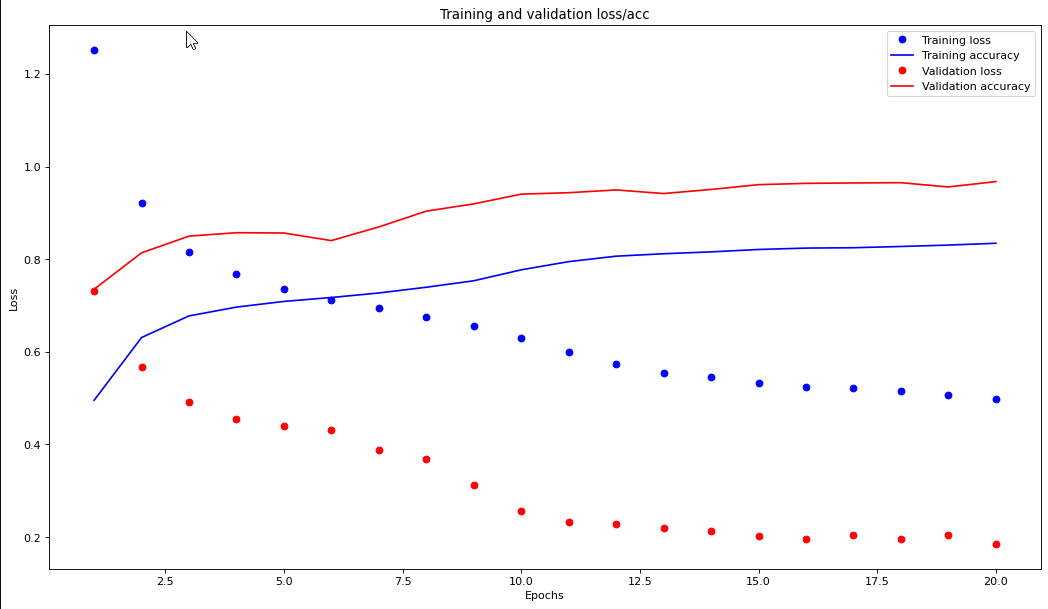 Training and validation loss/acc
Training loss
Training accuracy
Validation loss
Validation accuracy
Loss
1.2
1.0
0.8
0.6
0.4
0.2
2.5 5.0 7.5 10.0 12.5 15.0 17.5 20.0
Epochs